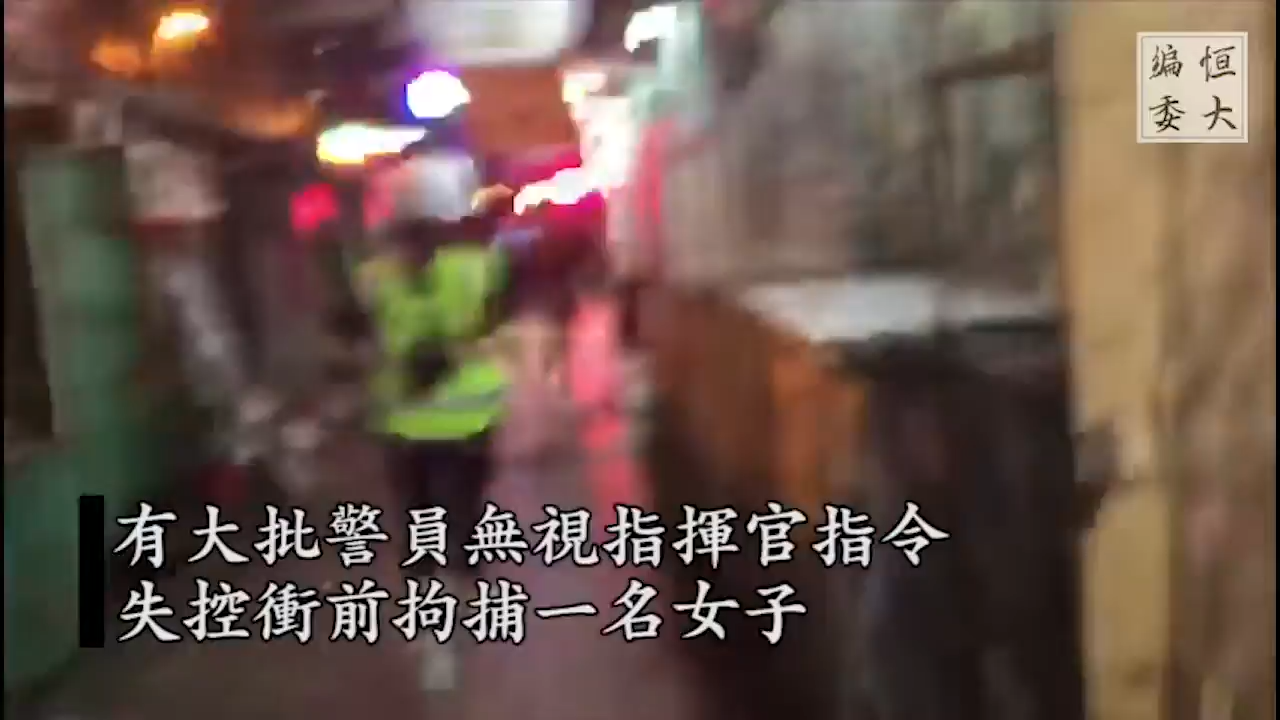 有大批警員無視指揮官指令
失控衝前拘捕一名女子
恒大
編委